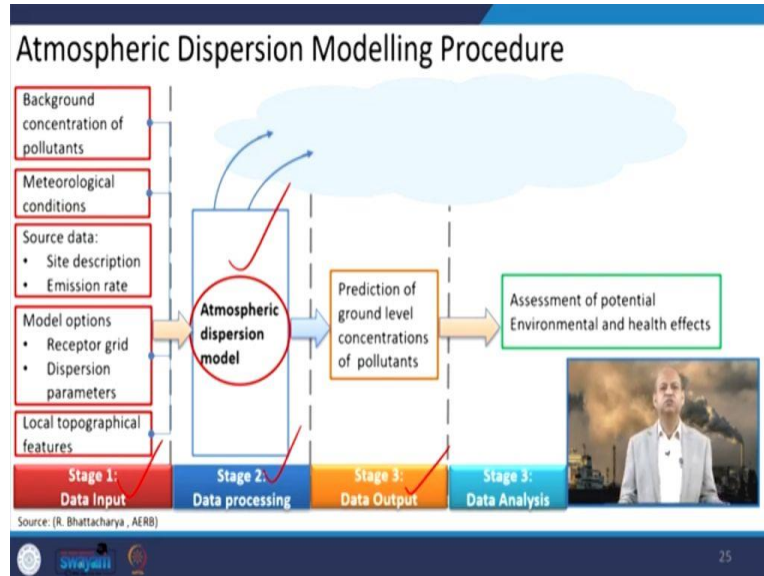 Atmospheric Dispersion Modelling Procedure
Background
concentration of
pollutants
Meteorological
conditions
Source data:
• Site description
• Emission rate
Model options
• Receptor grid
• Dispersion
parameters
Local topographical
features
Atmospheric
dispersion
model
Prediction of
ground level
concentrations
of pollutants
Assessment of potential
Environmental and health effects
Stage 1:
Data Input
Stage 2:
Data processing
Stage 3:
Data Output
Stage 3:
Data Analysis
Source: (R. Bhattacharya , AERB)
swayam
25